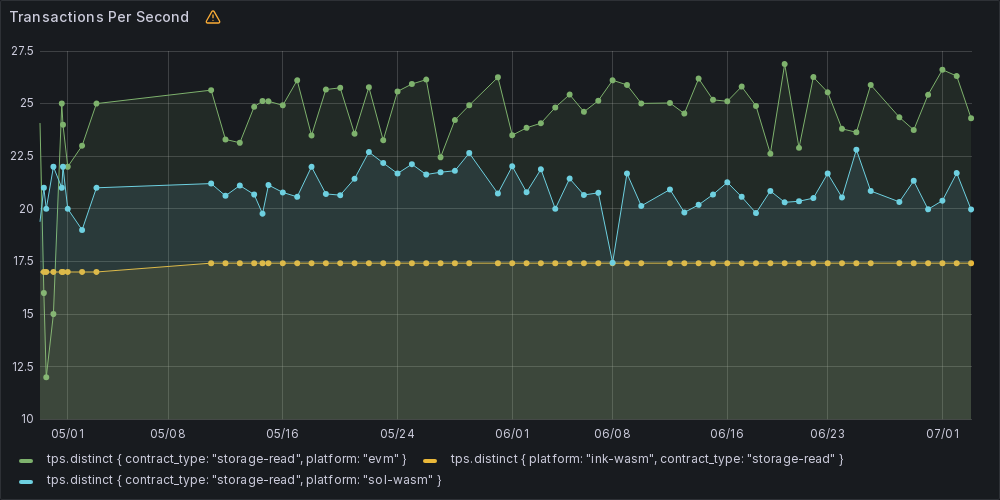 Transactions Per Second
27.5
25
22.5
20
17.5
15
12.5
10
05/01 05/08 05/16 05/24 06/01 06/08 06/16 06/23 07/01
tps.distinct { contract_type: "storage-read", platform: "evm" } tps.distinct { platform: "ink-wasm", contract_type: "storage-read" }
tps.distinct { contract_type: "storage-read", platform: "sol-wasm" }